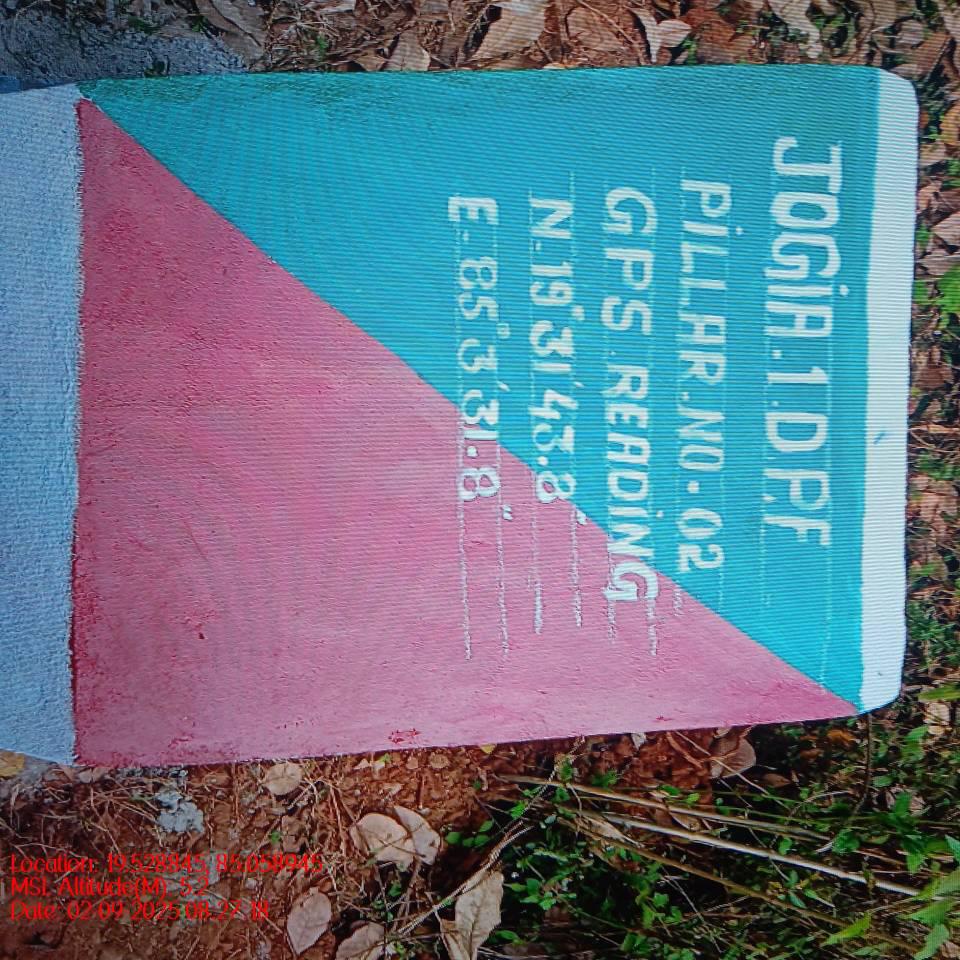 JOGiA.1.D.P.F
PiLLAR.NO.02
GPS.READiNG
N.19°31'43.8"
E.85°3'31.8"
Location: 19.528845, 85.058945
MSL Altitude(M): 5.2
Date: 02-09-2025 08:27:18